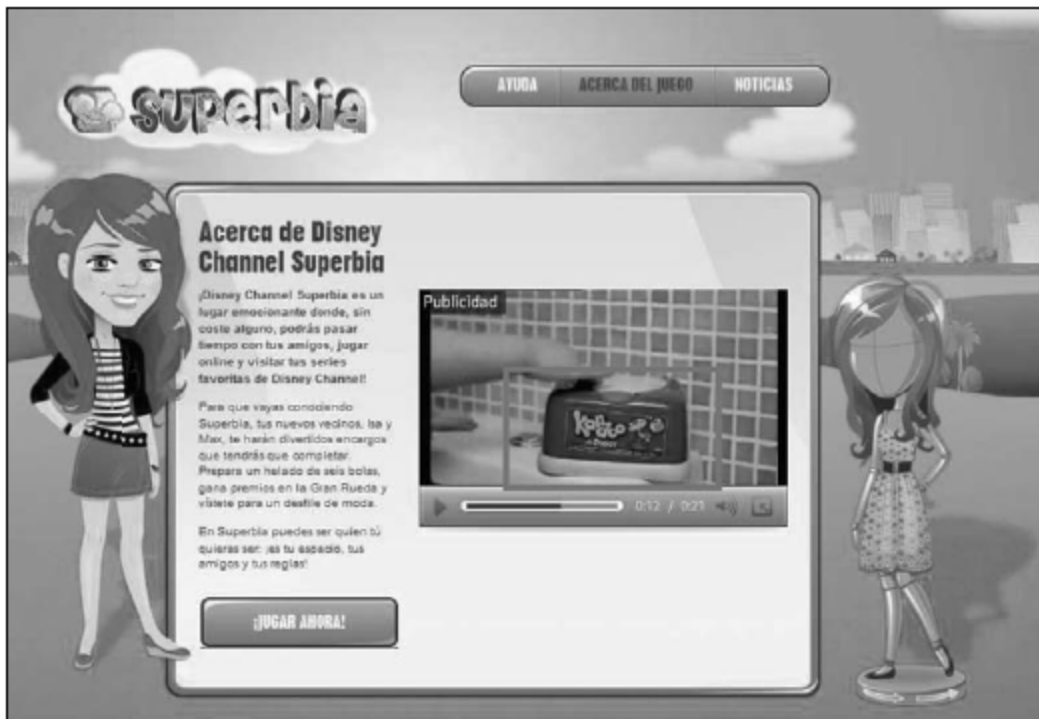 superbia
AYUDA ACERCA DEL JUEGO NOTICIAS
Acerca de Disney
Channel Superbia
¡Disney Channel Superbia es un
lugar emocionante donde, sin
coste alguno, podrás pasar
tiempo con tus amigos, jugar
online y visitar tus series
favoritas de Disney Channel!
Para que vayas conociendo
Superbia, tus nuevos vecinos, Isa y
Max, te harán divertidos encargos
que tendrás que completar.
Prepara un helado de seis bolas,
gana premios en la Gran Rueda y
vístete para un desfile de moda.
En Superbia puedes ser quien tú
quieras ser: ¡es tu espacio, tus
amigos y tus reglas!
¡JUGAR AHORA!
Publicidad
0:12 / 0:21